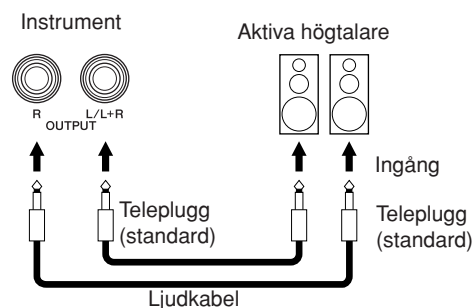 Instrument
Aktiva högtalare
R
L/L+R
OUTPUT
Ingång
Teleplugg
(standard)
Teleplugg
(standard)
Ljudkabel